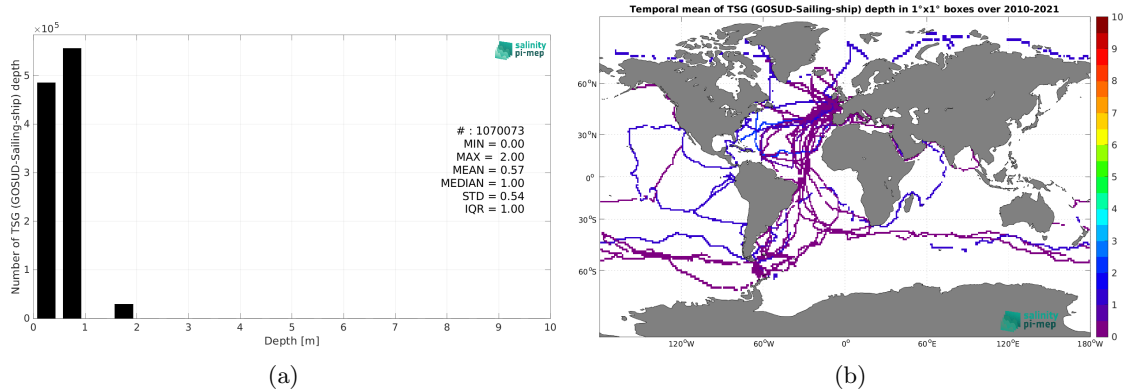 ×10⁵
5
4
3
2
1
0
Number of TSG (GOSUD-Sailing-ship) depth
salinity
pi-mep
# : 1070073
MIN = 0.00
MAX = 2.00
MEAN = 0.57
MEDIAN = 1.00
STD = 0.54
IQR = 1.00
0 1 2 3 4 5 6 7 8 9 10
Depth [m]
(a)
Temporal mean of TSG (GOSUD-Sailing-ship) depth in 1°x1° boxes over 2010-2021
60°N
30°N
15°N
0°
30°S
60°S
120°W 60°W 0° 60°E 120°E 180°W
salinity
pi-mep
10
9
8
7
6
5
4
3
2
1
0
(b)